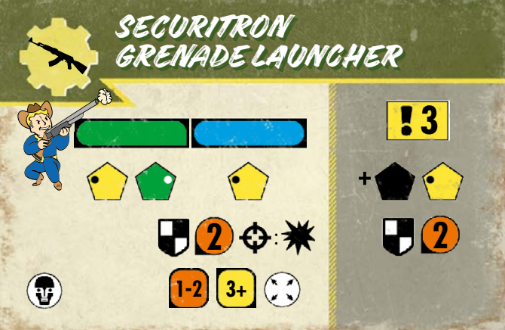 SECURITRON
GRENADE LAUNCHER
! 3
2 :
2
1-2 3+